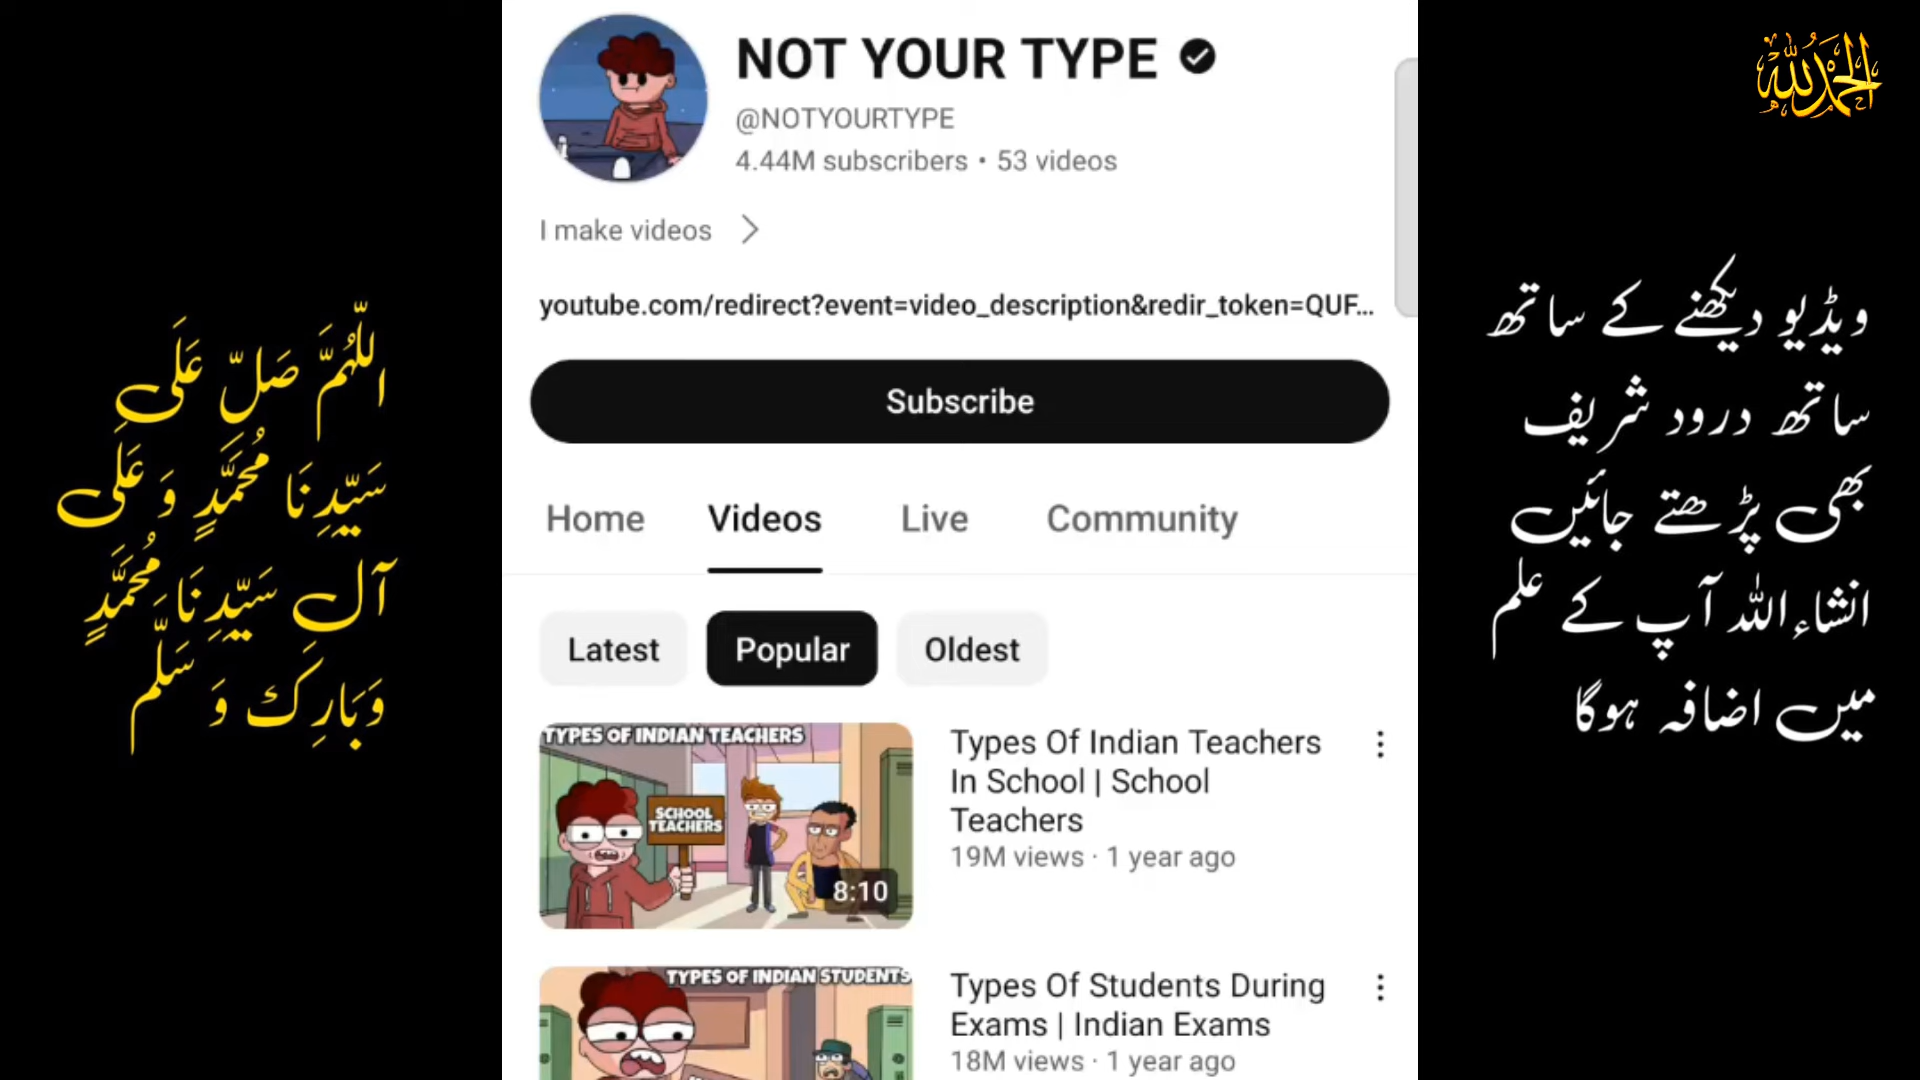 اللّٰهُمَّ صَلِّ عَلَى
سَيِّدِنَا مُحَمَّدٍ وَ عَلَى
آلِ سَيِّدِنَا مُحَمَّدٍ
وَبَارِك وَ سَلِّم
NOT YOUR TYPE
@NOTYOURTYPE
4.44M subscribers • 53 videos
I make videos
youtube.com/redirect?event=video_description&redir_token=QUF...
Subscribe
Home Videos Live Community
Latest Popular Oldest
TYPES OF INDIAN TEACHERS
SCHOOL
TEACHERS
8:10
Types Of Indian Teachers
In School | School
Teachers
19M views · 1 year ago
TYPES OF INDIAN STUDENTS
Types Of Students During
Exams | Indian Exams
18M views · 1 year ago
الحمدلله
ویڈیو دیکھنے کے ساتھ
ساتھ درود شریف
بھی پڑھتے جائیں
انشاءاللہ آپ کے علم
میں اضافہ ہوگا